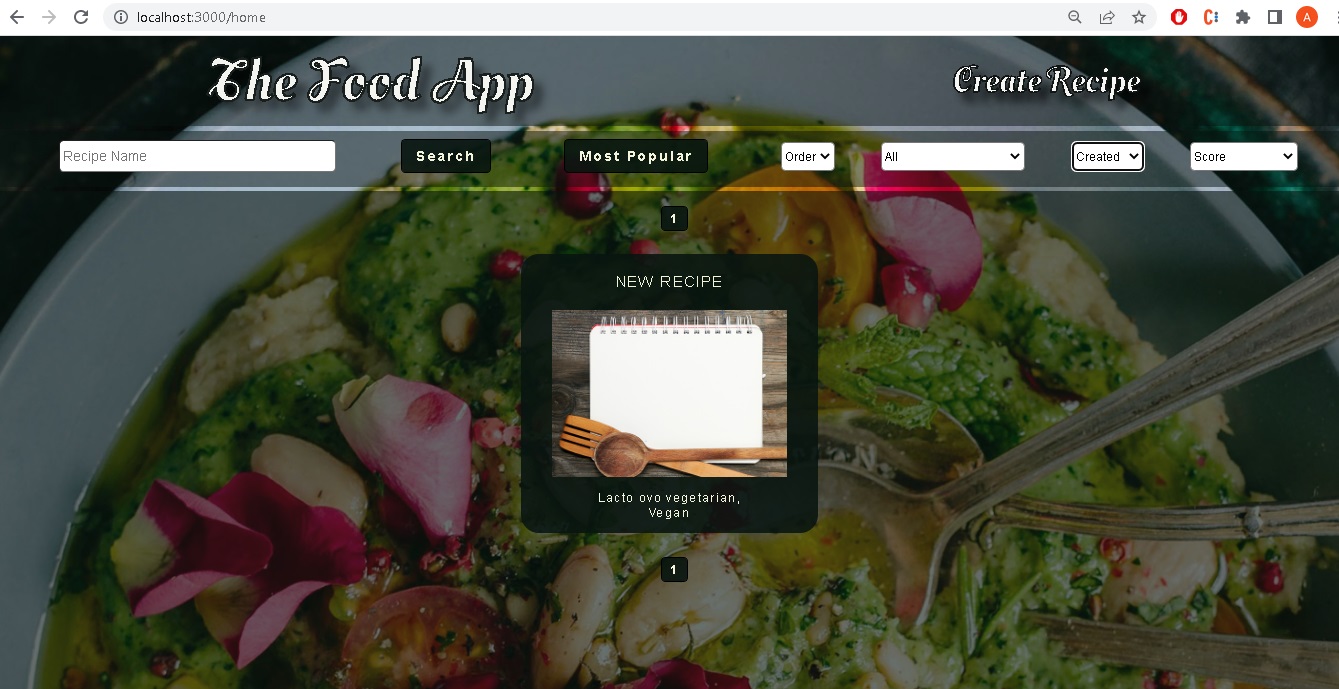 localhost:3000/home
A
The Food App
Create Recipe
Recipe Name
Search
Most Popular
Order
All
Created
Score
1
NEW RECIPE
Lacto ovo vegetarian,
Vegan
1